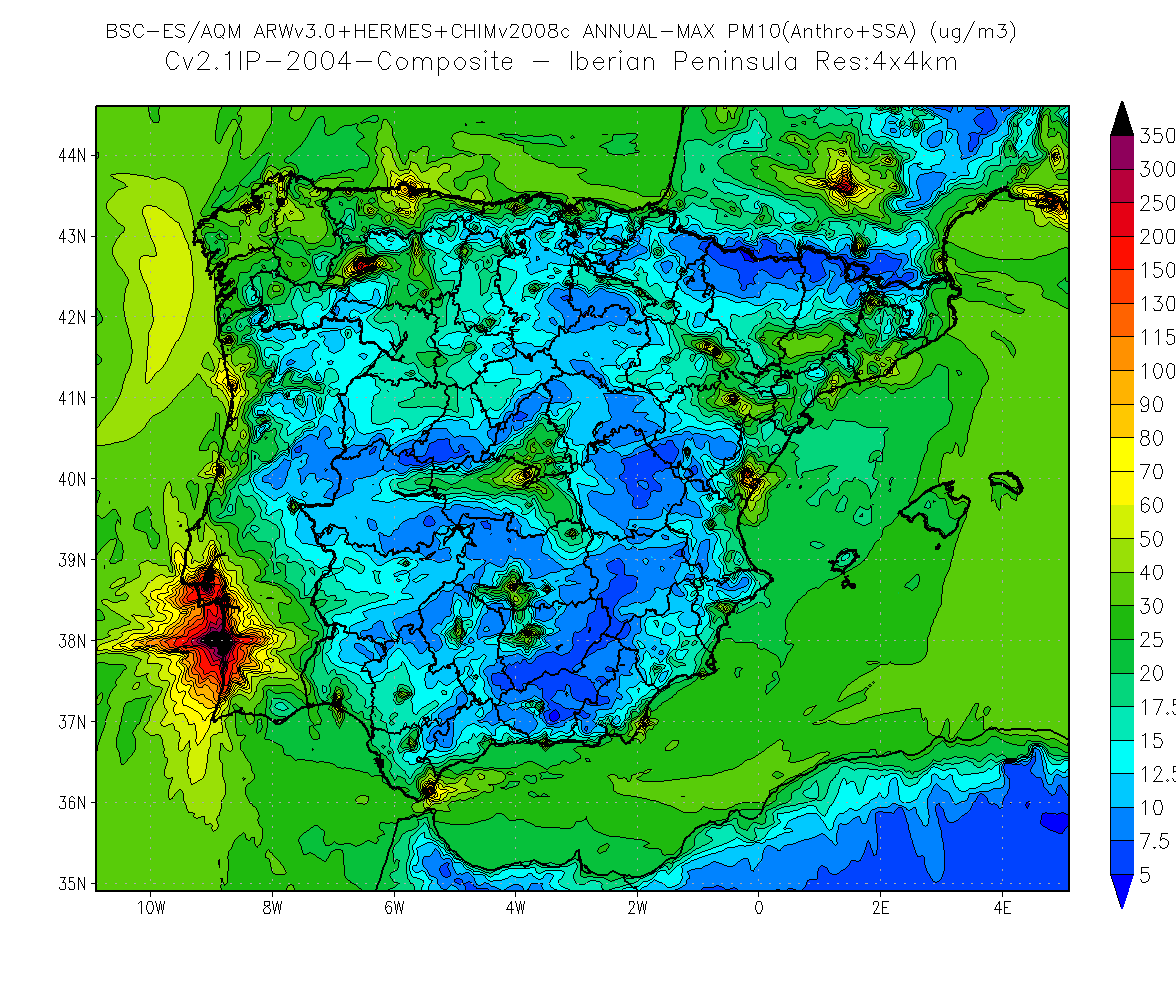 BSC-ES/AQM ARWv3.0+HERMES+CHIMv2008c ANNUAL-MAX PM10(Anthro+SSA) (ug/m3)
Cv2.1IP-2004-Composite - Iberian Peninsula Res:4x4km
44N
43N
42N
41N
40N
39N
38N
37N
36N
35N
10W 8W 6W 4W 2W 0 2E 4E
350
300
250
200
150
130
115
100
90
80
70
60
50
40
30
25
20
17.5
15
12.5
10
7.5
5